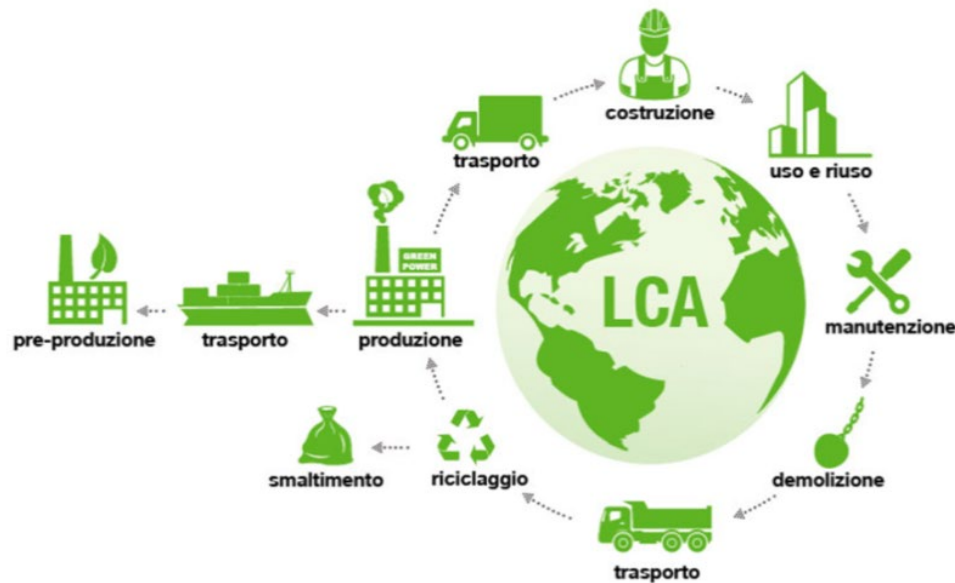 costruzione
trasporto
uso e riuso
GREEN
POWER
LCA
pre-produzione
trasporto
produzione
manutenzione
smaltimento
riciclaggio
demolizione
trasporto